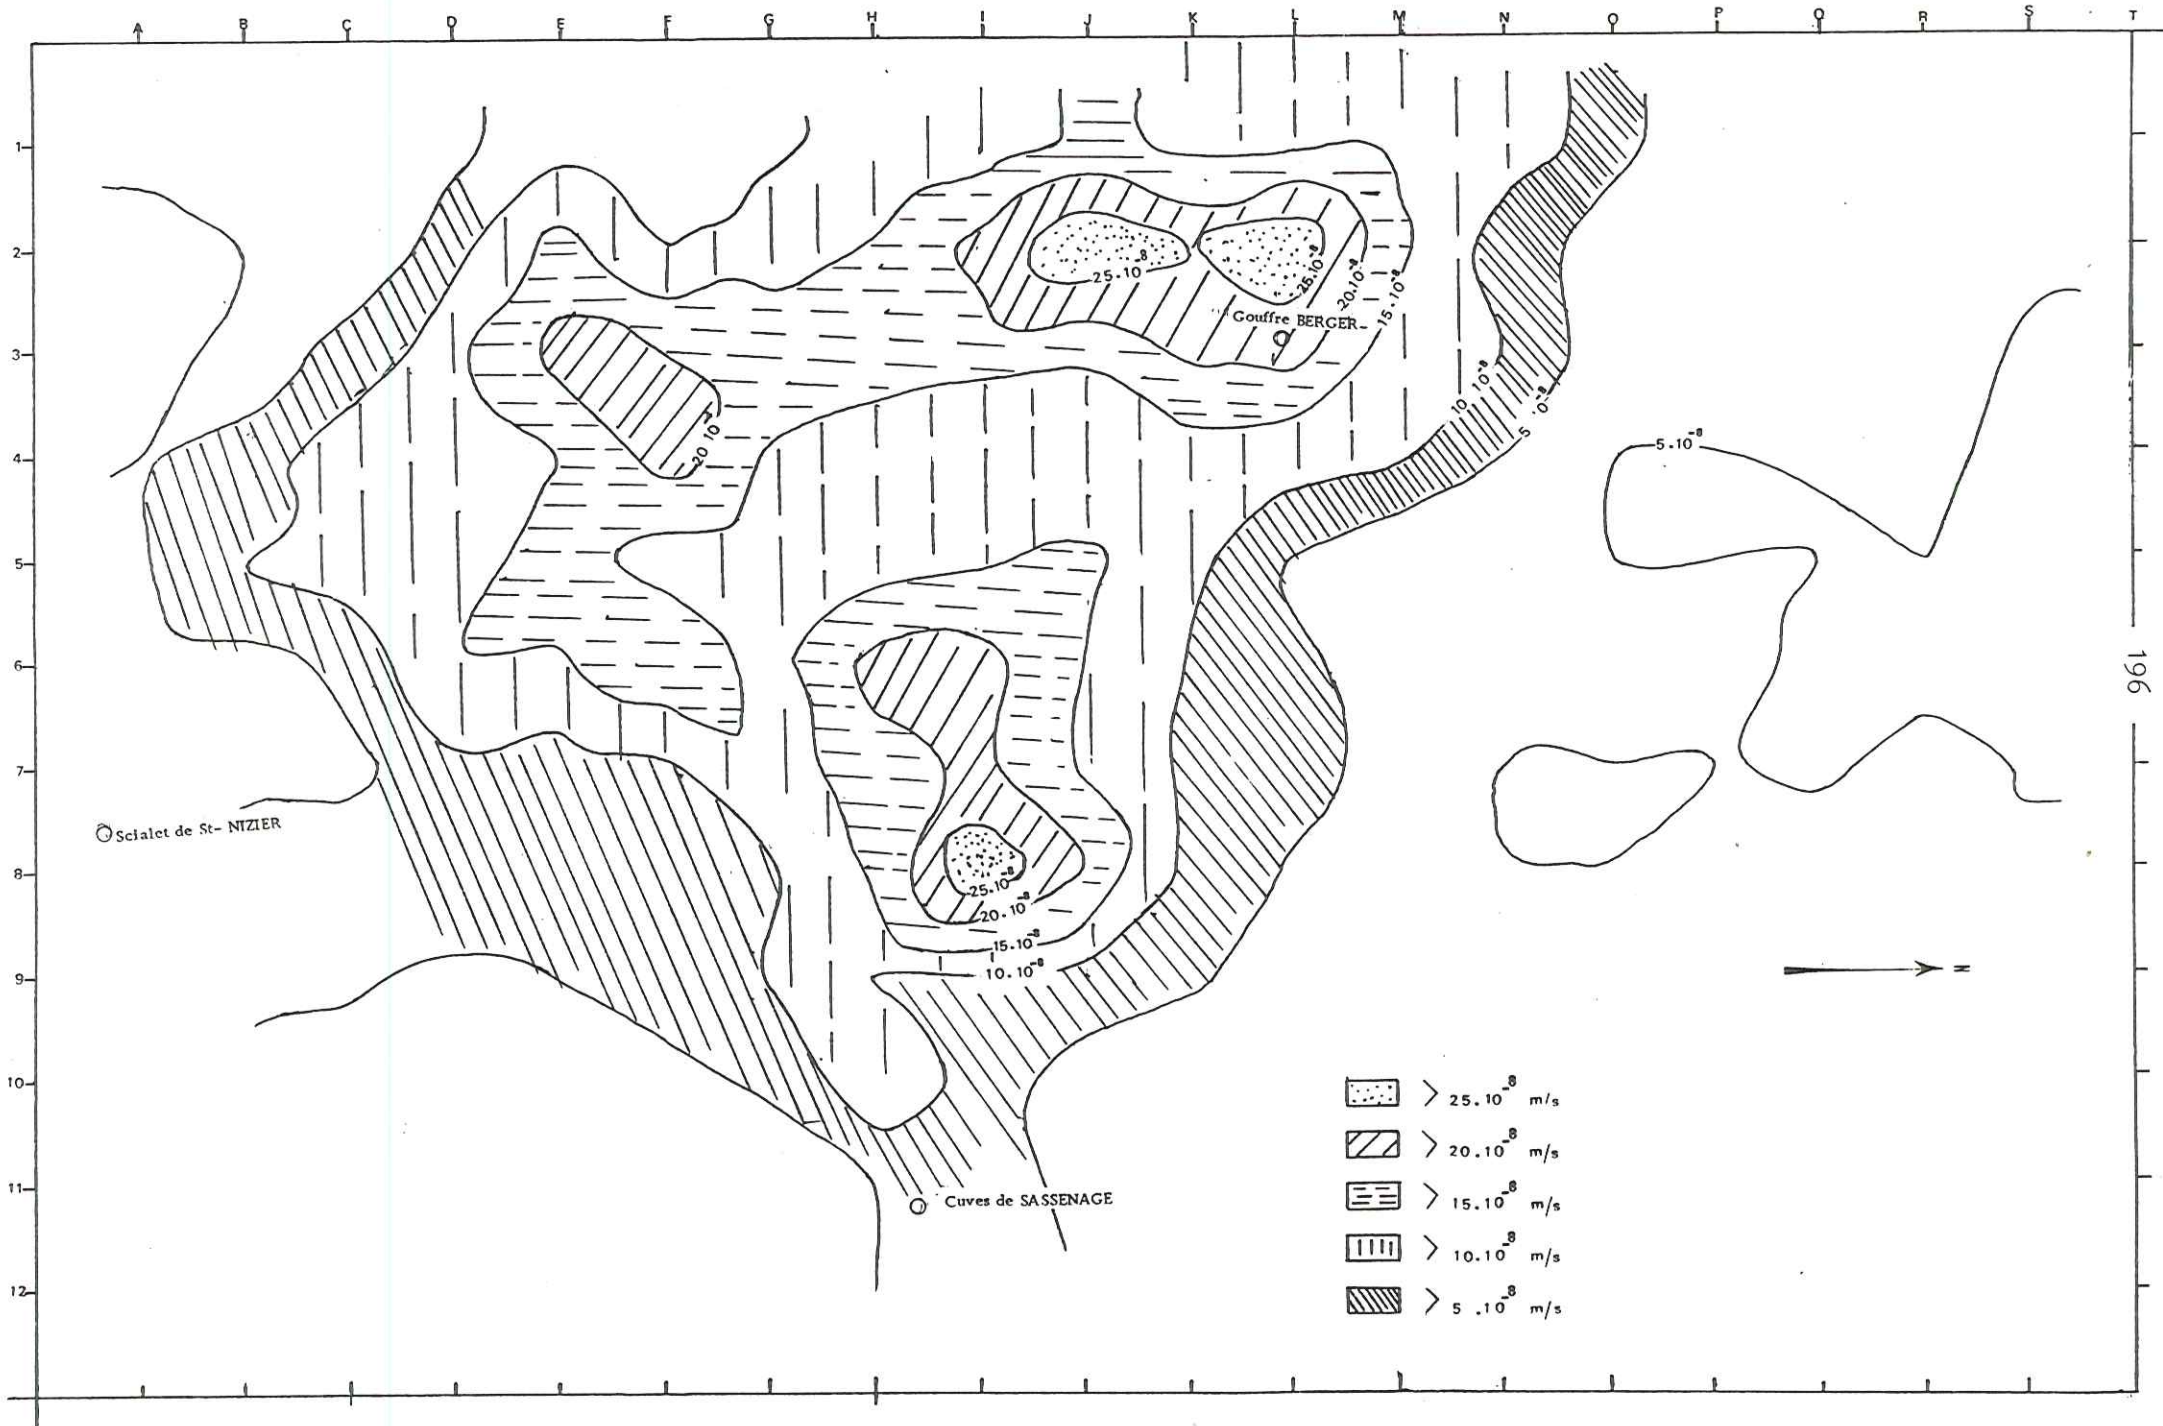 A B C D E F G H I J K L M N O P Q R S T
1
2
3
4
5
6
7
8
9
10
11
12
25.10-8
25.10-8
20.10-8
15.10-8
Gouffre BERGER
10 10-8
5 .0-8
20 10
5.10-8
196
Scialet de St- NIZIER
25.10-8
20.10-8
15.10-8
10.10-8
N
Cuves de SASSENAGE
> 25.10-8 m/s
> 20.10-8 m/s
> 15.10-8 m/s
> 10.10-8 m/s
> 5 .10-8 m/s